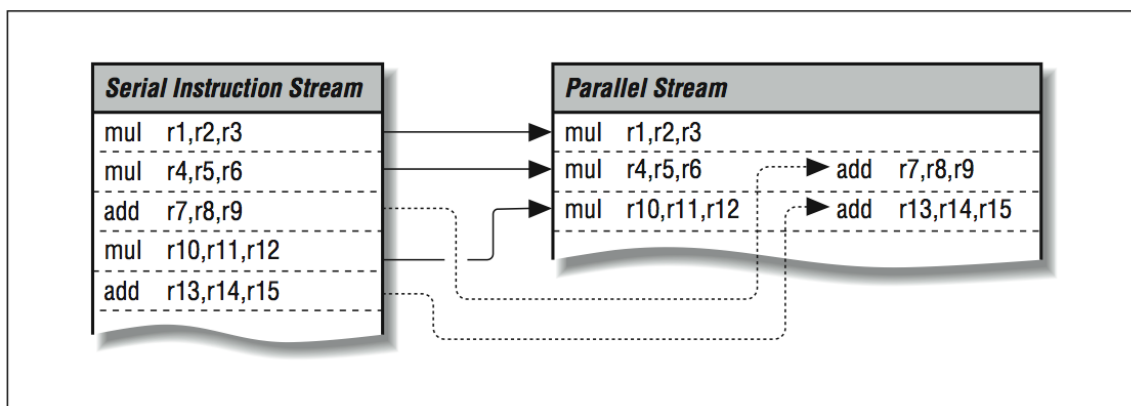 Serial Instruction Stream
mul r1,r2,r3
mul r4,r5,r6
add r7,r8,r9
mul r10,r11,r12
add r13,r14,r15
Parallel Stream
mul r1,r2,r3
mul r4,r5,r6 add r7,r8,r9
mul r10,r11,r12 add r13,r14,r15